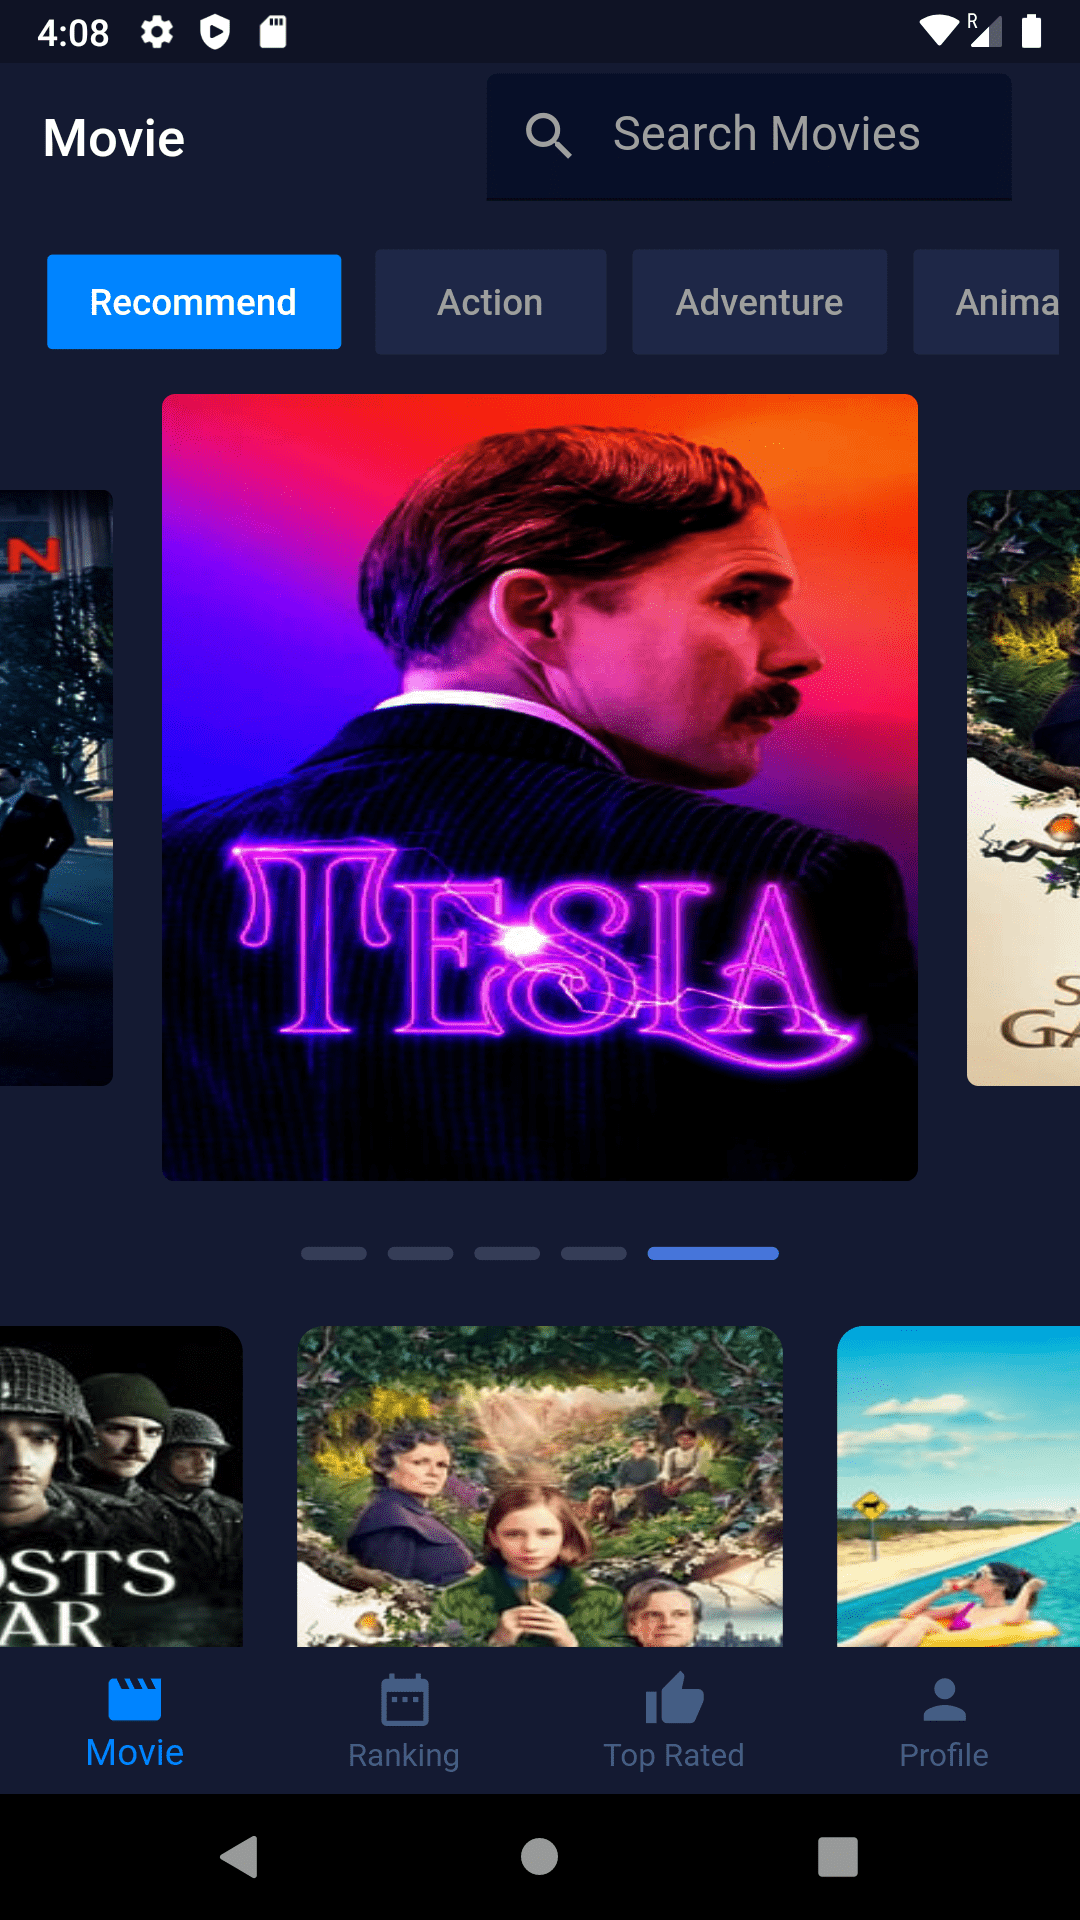 4:08
R
Movie
Search Movies
Recommend
Action
Adventure
Anima
N
TESLA
S
GA
OSTS
AR
Movie
Ranking
Top Rated
Profile